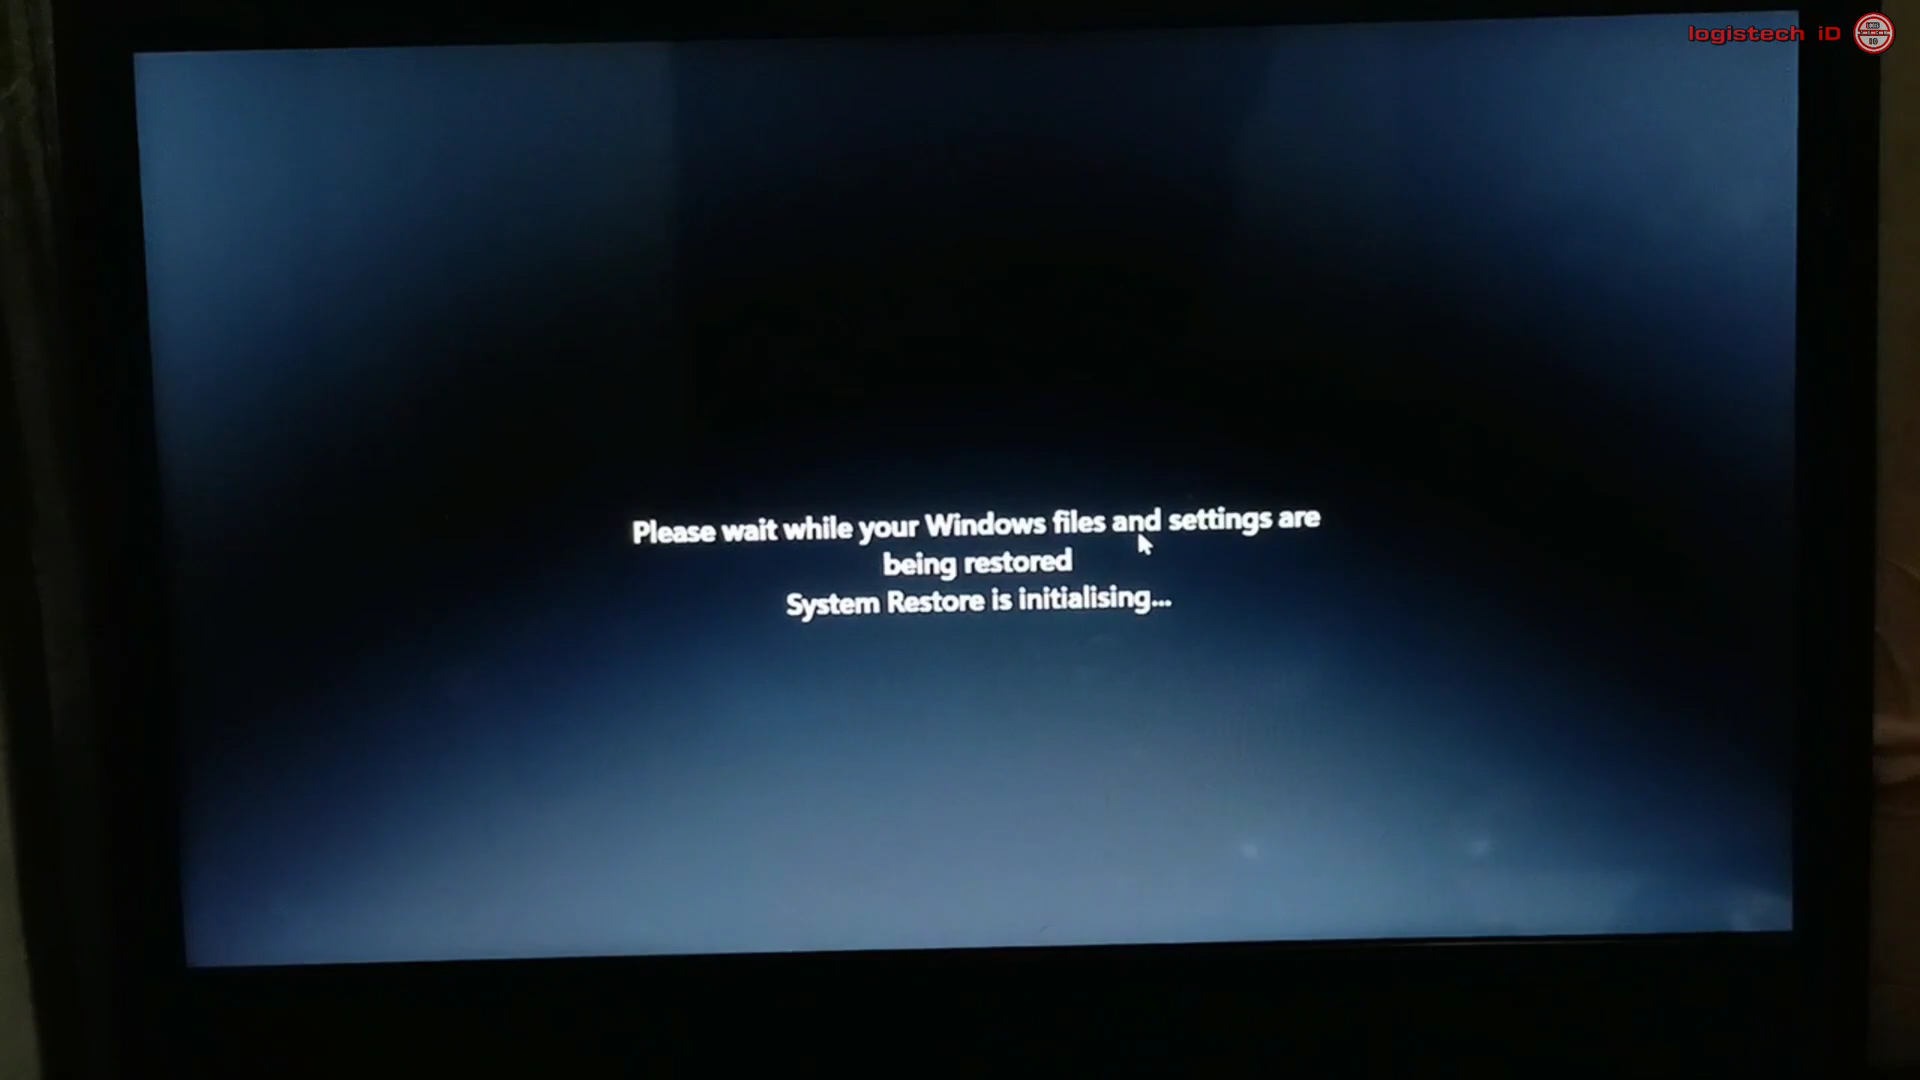 logistech iD
Please wait while your Windows files and settings are
being restored
System Restore is initialising...